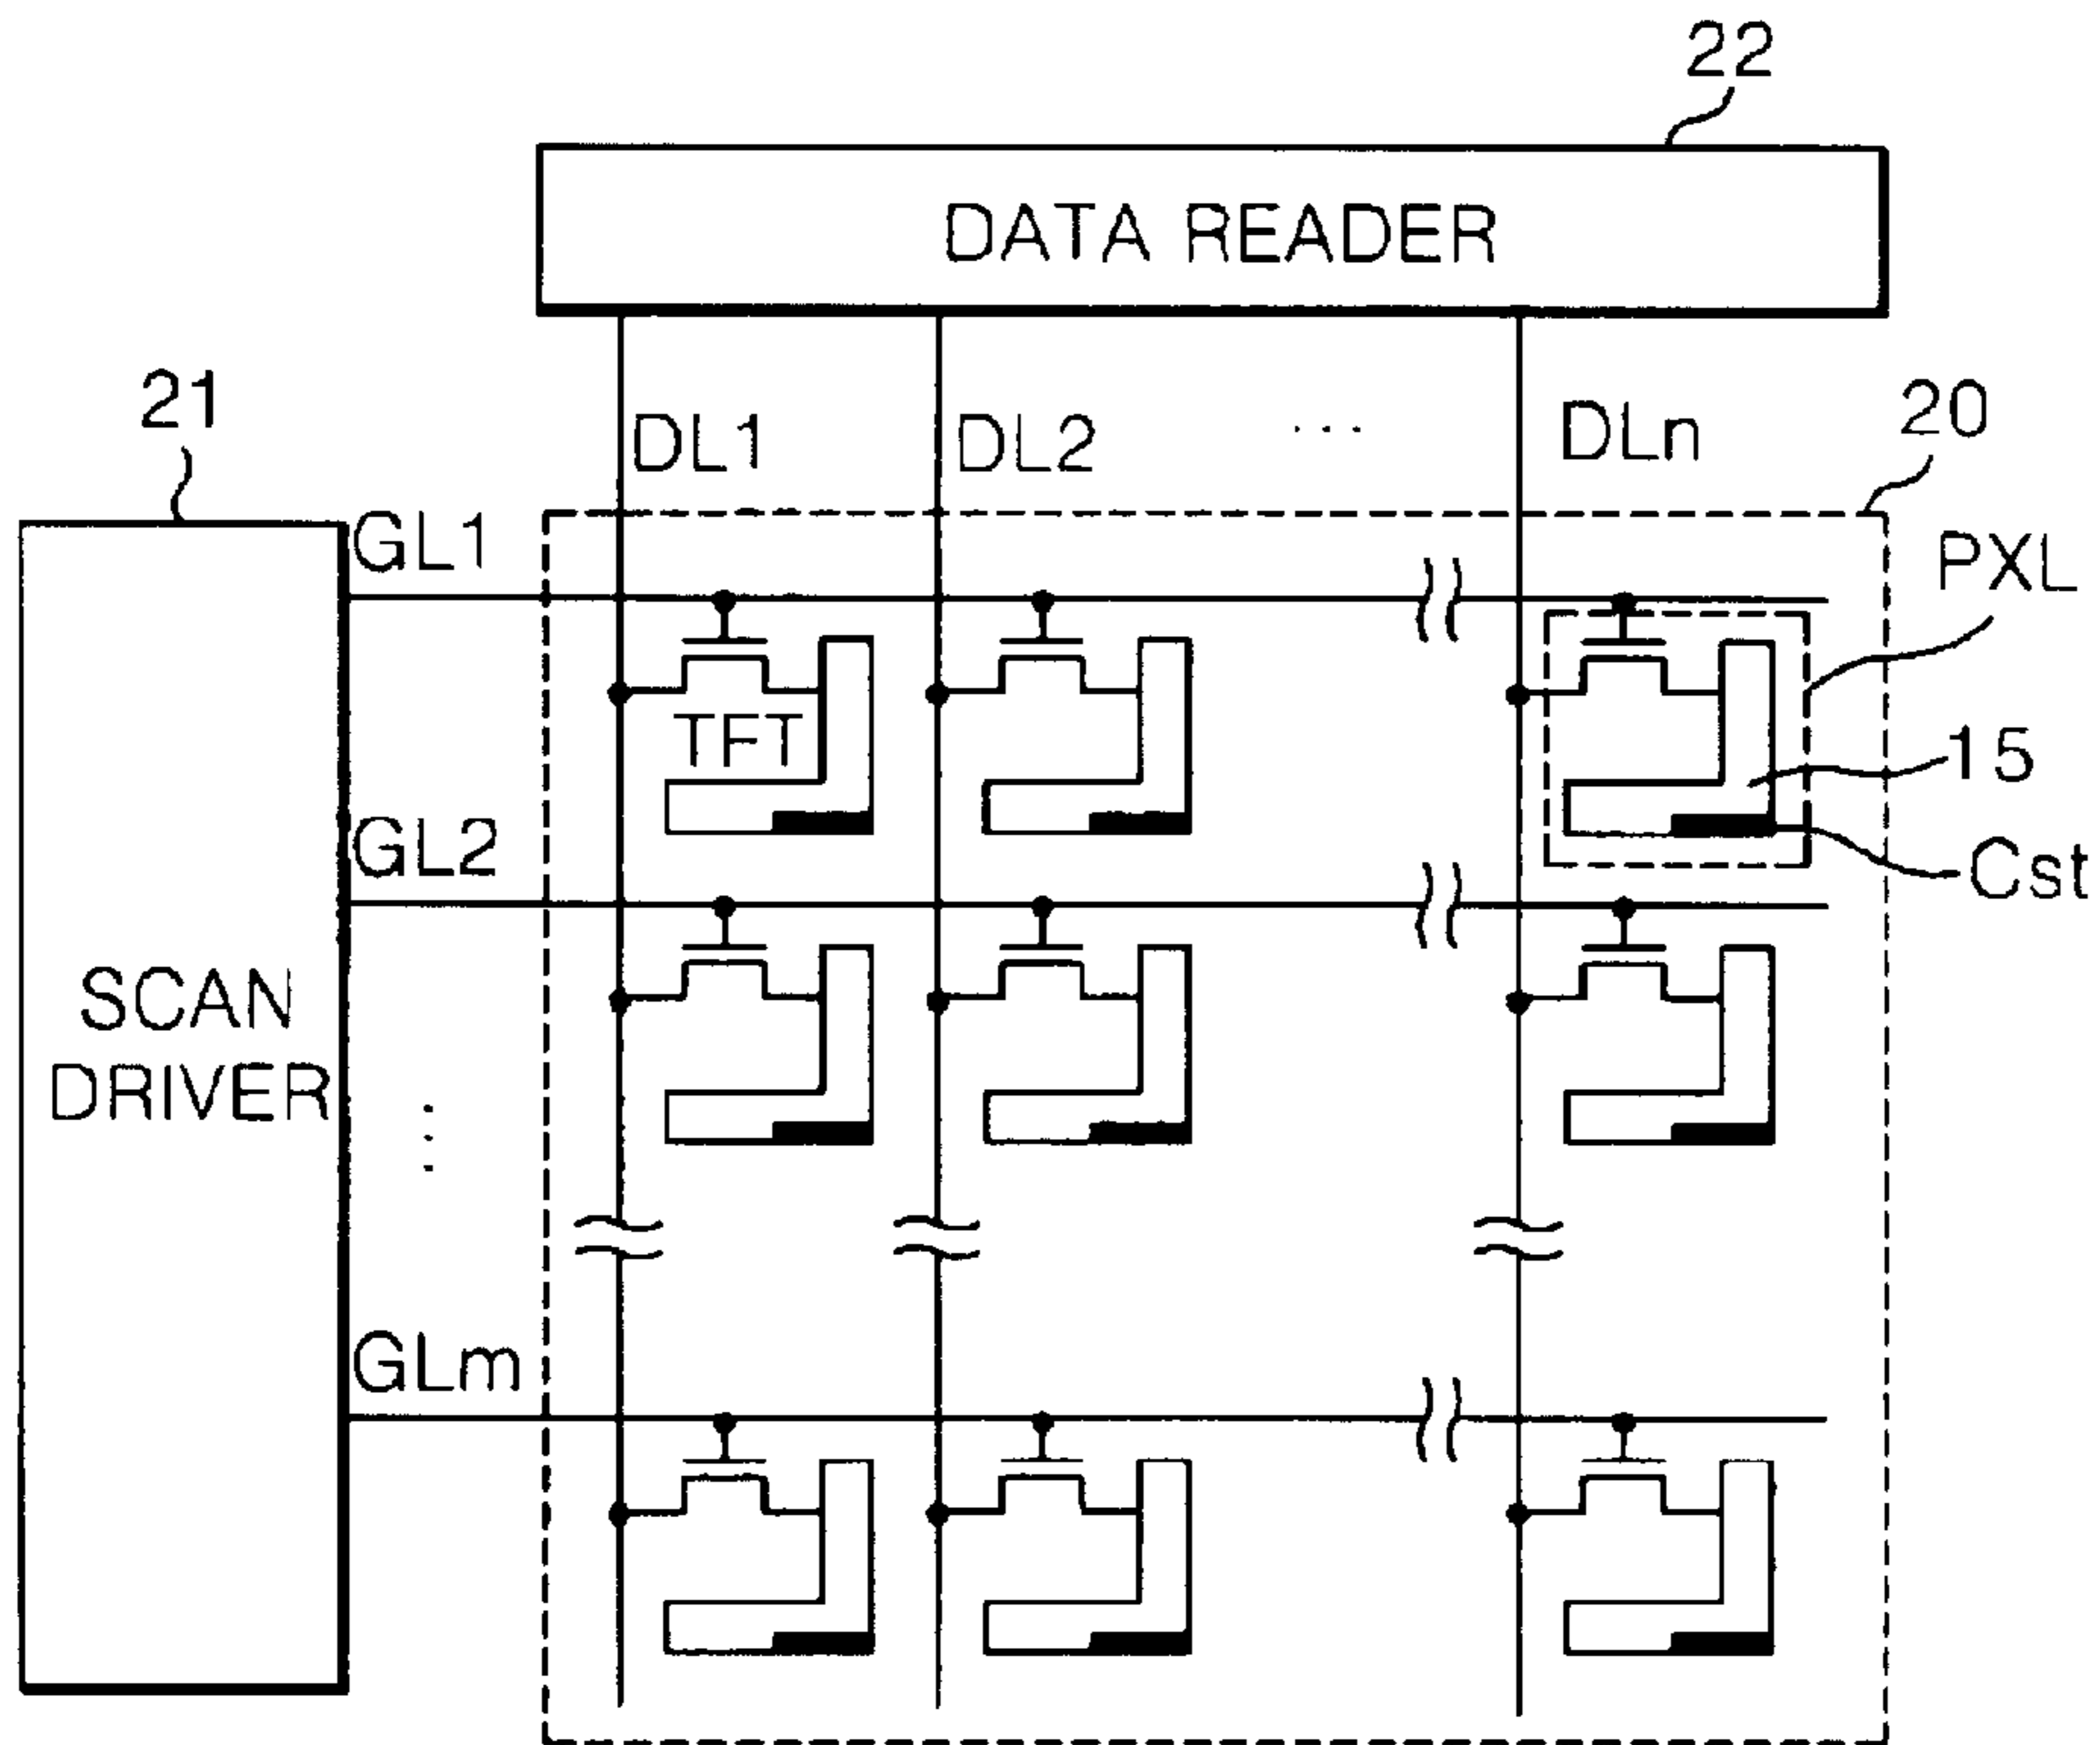 22
DATA READER
21
DL1
DL2
...
DLn
20
GL1
PXL
TFT
15
GL2
Cst
SCAN
DRIVER
⋮
GLm